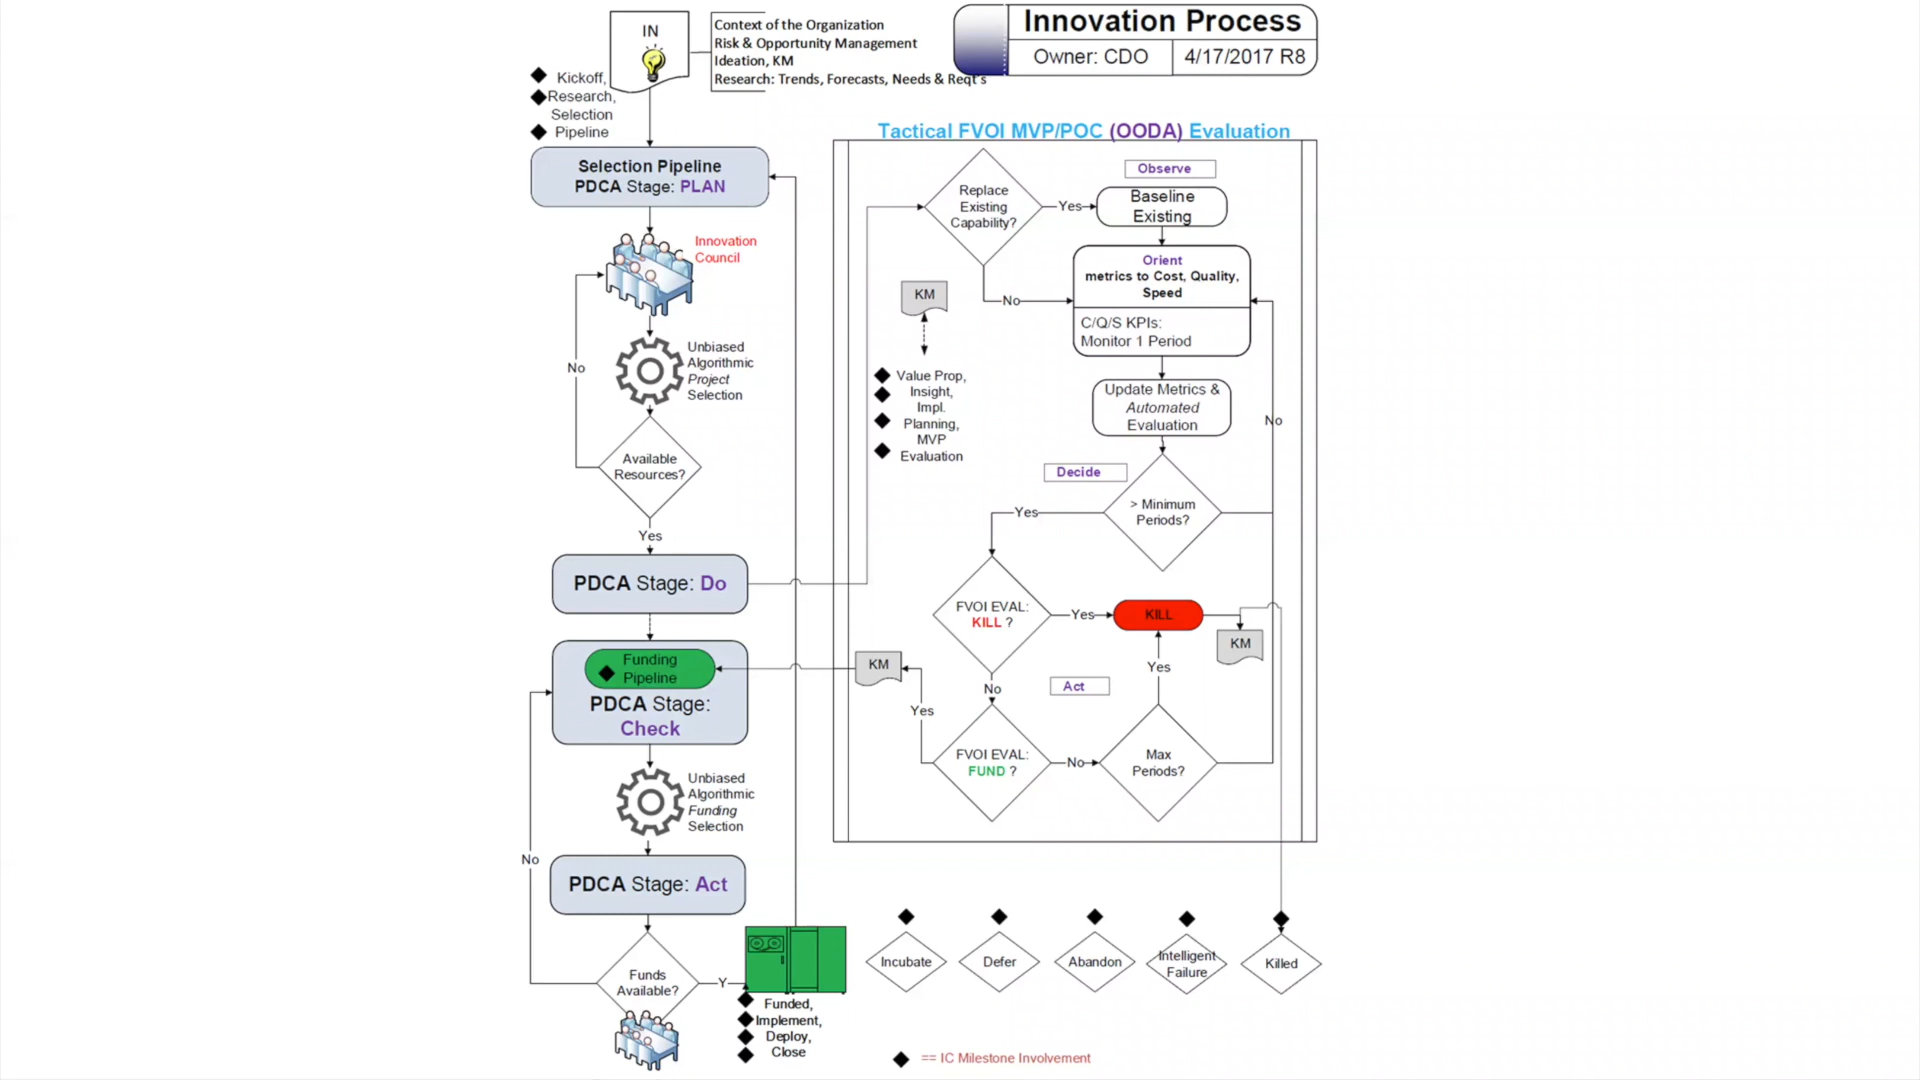 IN
Context of the Organization
Risk & Opportunity Management
Ideation, KM
Research: Trends, Forecasts, Needs & Reqt's
Innovation Process
Owner: CDO
4/17/2017 R8
Kickoff,
Research,
Selection
Pipeline
Selection Pipeline
PDCA Stage: PLAN
Innovation
Council
Unbiased
Algorithmic
Project
Selection
No
Available
Resources?
Yes
PDCA Stage: Do
Funding
Pipeline
PDCA Stage:
Check
Unbiased
Algorithmic
Funding
Selection
No
PDCA Stage: Act
Funds
Available?
Y
Funded,
Implement,
Deploy,
Close
Tactical FVOI MVP/POC (OODA) Evaluation
Replace
Existing
Capability?
Yes
Observe
Baseline
Existing
No
Orient
metrics to Cost, Quality,
Speed
C/Q/S KPIs:
Monitor 1 Period
KM
Value Prop,
Insight,
Impl.
Planning,
MVP
Evaluation
Update Metrics &
Automated
Evaluation
No
Decide
> Minimum
Periods?
Yes
FVOI EVAL:
KILL ?
Yes
KILL
KM
KM
No
Act
Yes
Yes
FVOI EVAL:
FUND ?
No
Max
Periods?
Incubate
Defer
Abandon
Intelligent
Failure
Killed
== IC Milestone Involvement